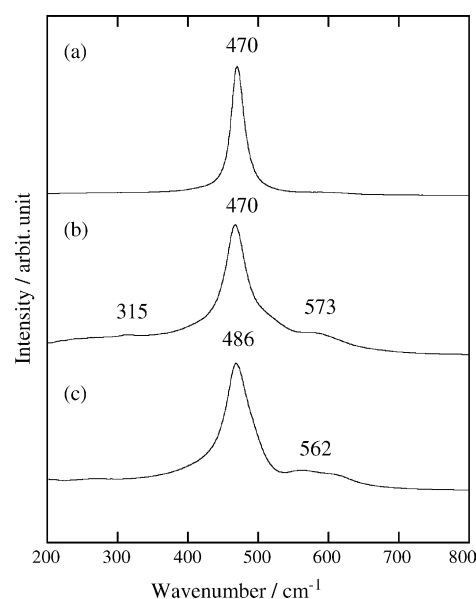 (a)
470
470
(b)
315
573
486
(c)
562
Intensity / arbit. unit
200 300 400 500 600 700 800
Wavenumber / cm⁻¹